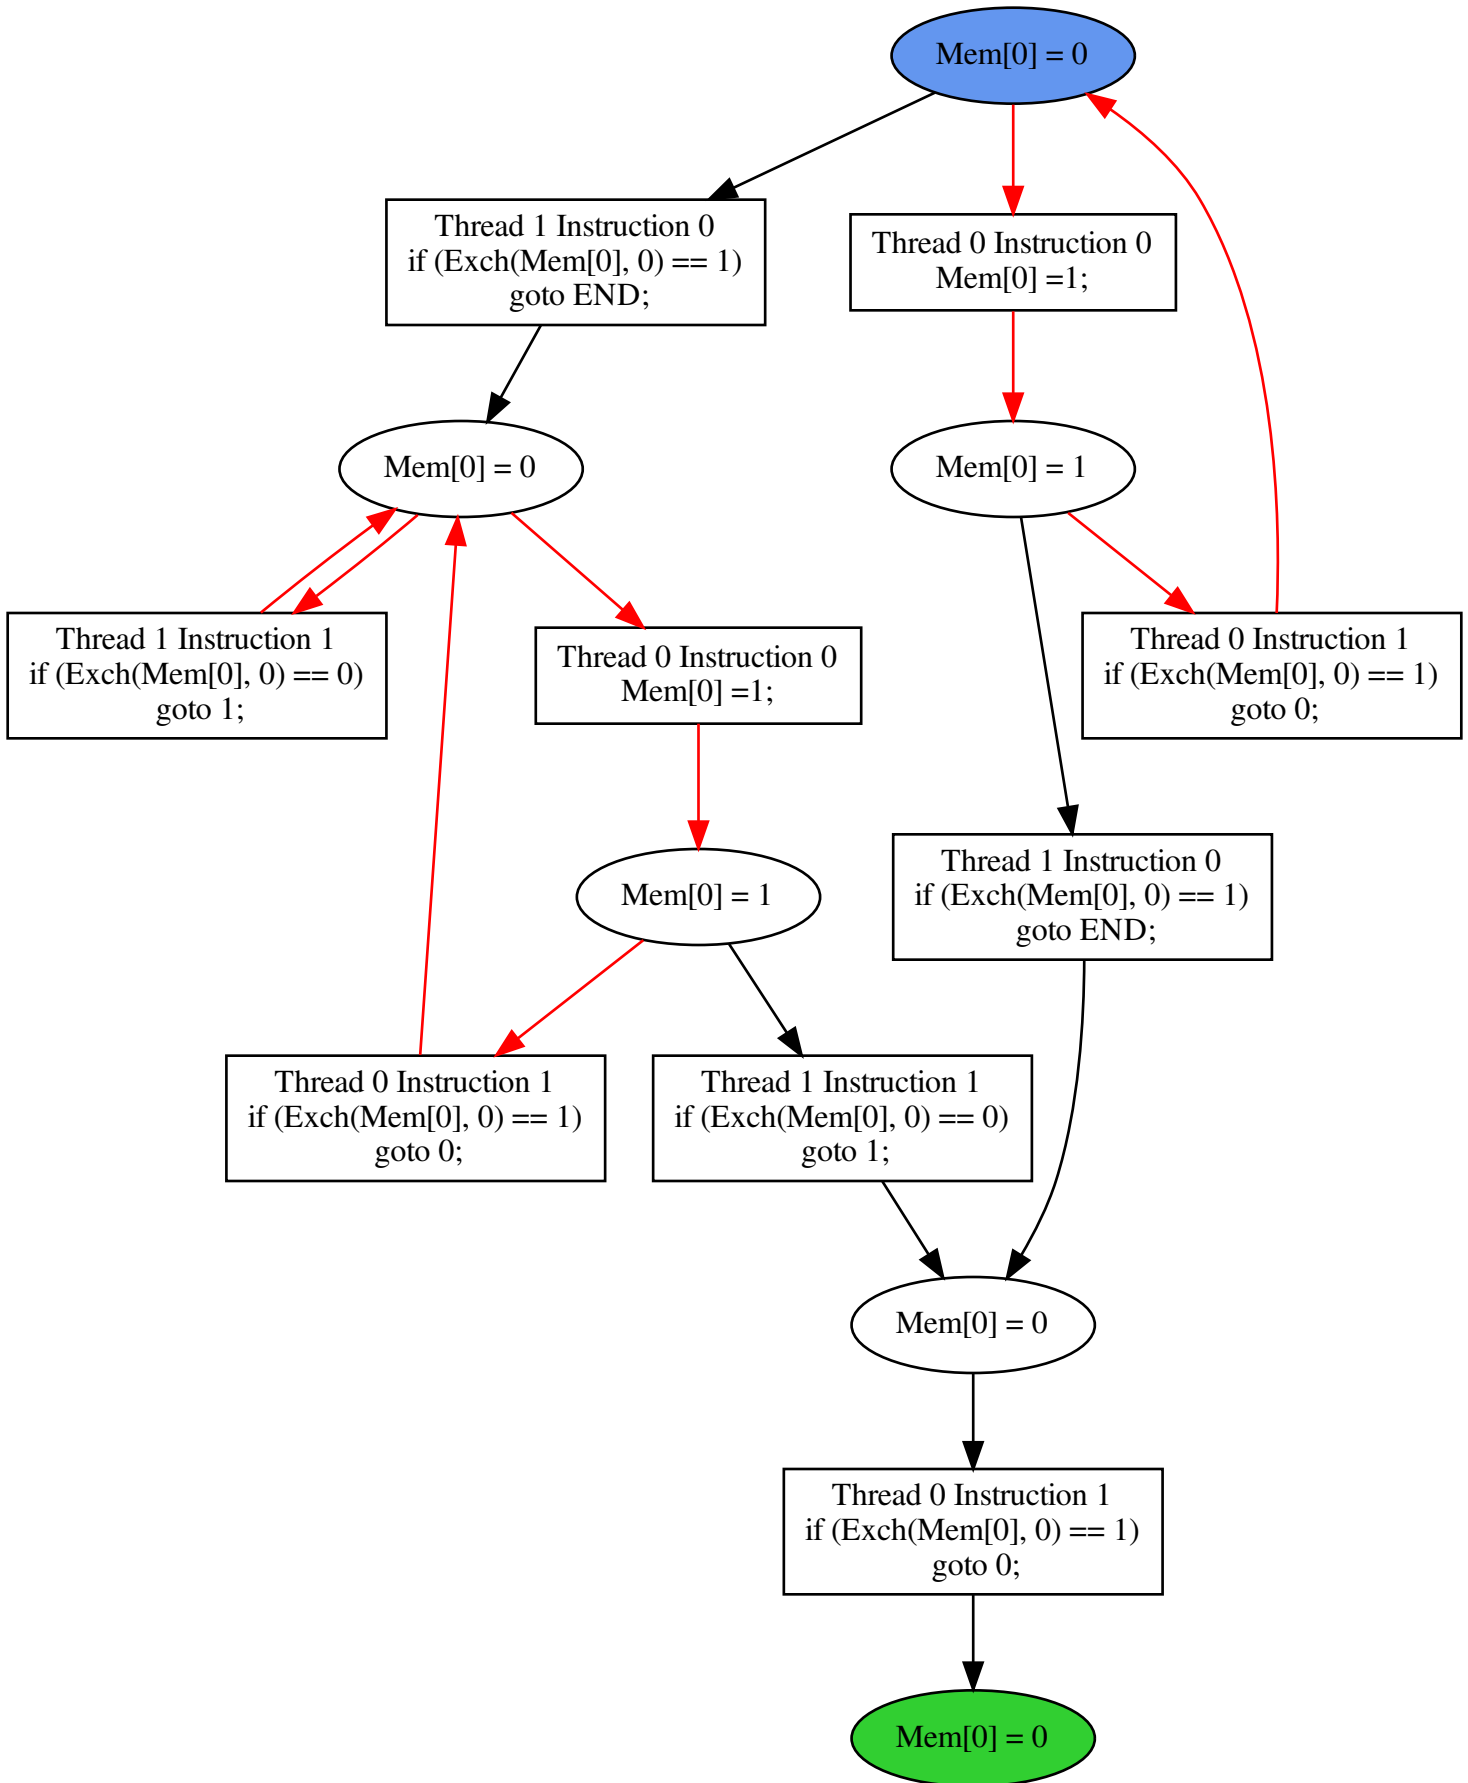 Mem[0] = 0
Thread 1 Instruction 0
if (Exch(Mem[0], 0) == 1)
goto END;
Thread 0 Instruction 0
Mem[0] =1;
Mem[0] = 0
Mem[0] = 1
Thread 1 Instruction 1
if (Exch(Mem[0], 0) == 0)
goto 1;
Thread 0 Instruction 0
Mem[0] =1;
Thread 0 Instruction 1
if (Exch(Mem[0], 0) == 1)
goto 0;
Mem[0] = 1
Thread 1 Instruction 0
if (Exch(Mem[0], 0) == 1)
goto END;
Thread 0 Instruction 1
if (Exch(Mem[0], 0) == 1)
goto 0;
Thread 1 Instruction 1
if (Exch(Mem[0], 0) == 0)
goto 1;
Mem[0] = 0
Thread 0 Instruction 1
if (Exch(Mem[0], 0) == 1)
goto 0;
Mem[0] = 0